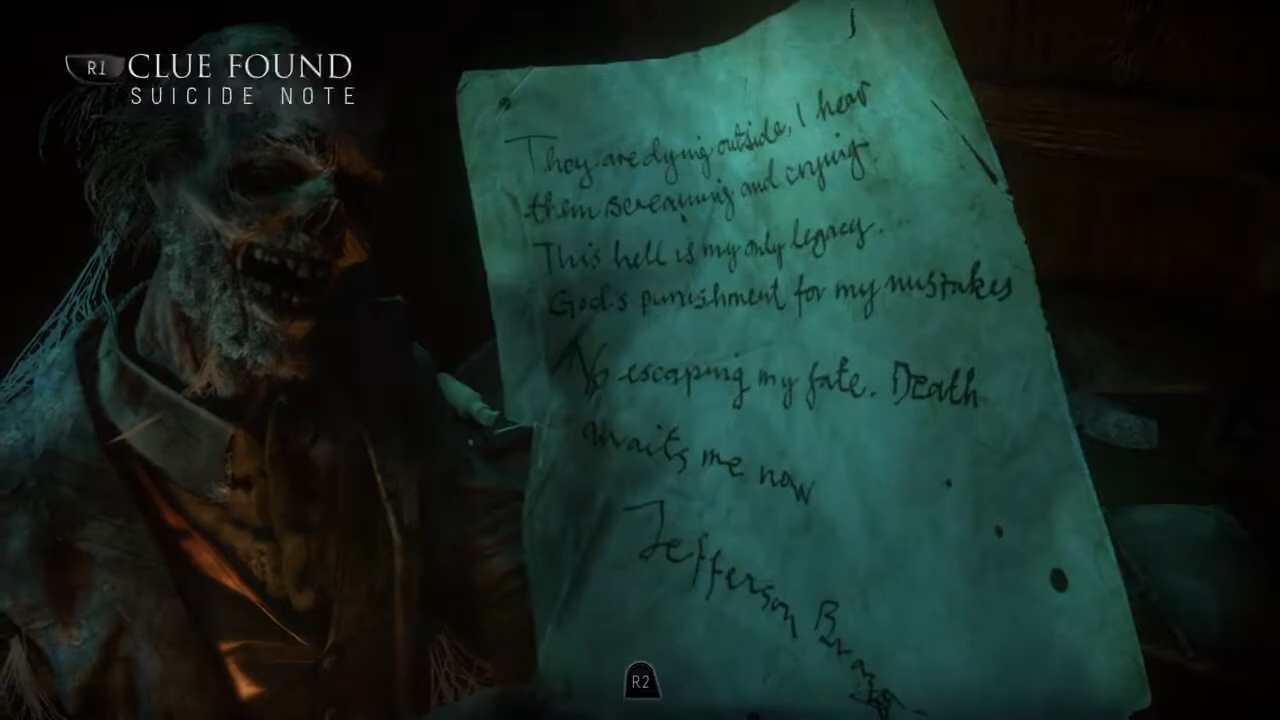 R1 CLUE FOUND
SUICIDE NOTE
They are dying outside, I hear
them screaming and crying.
This hell is my only legacy...
God's punishment for my mistakes
No escaping my fate. Death
waits me now
Jefferson
R2